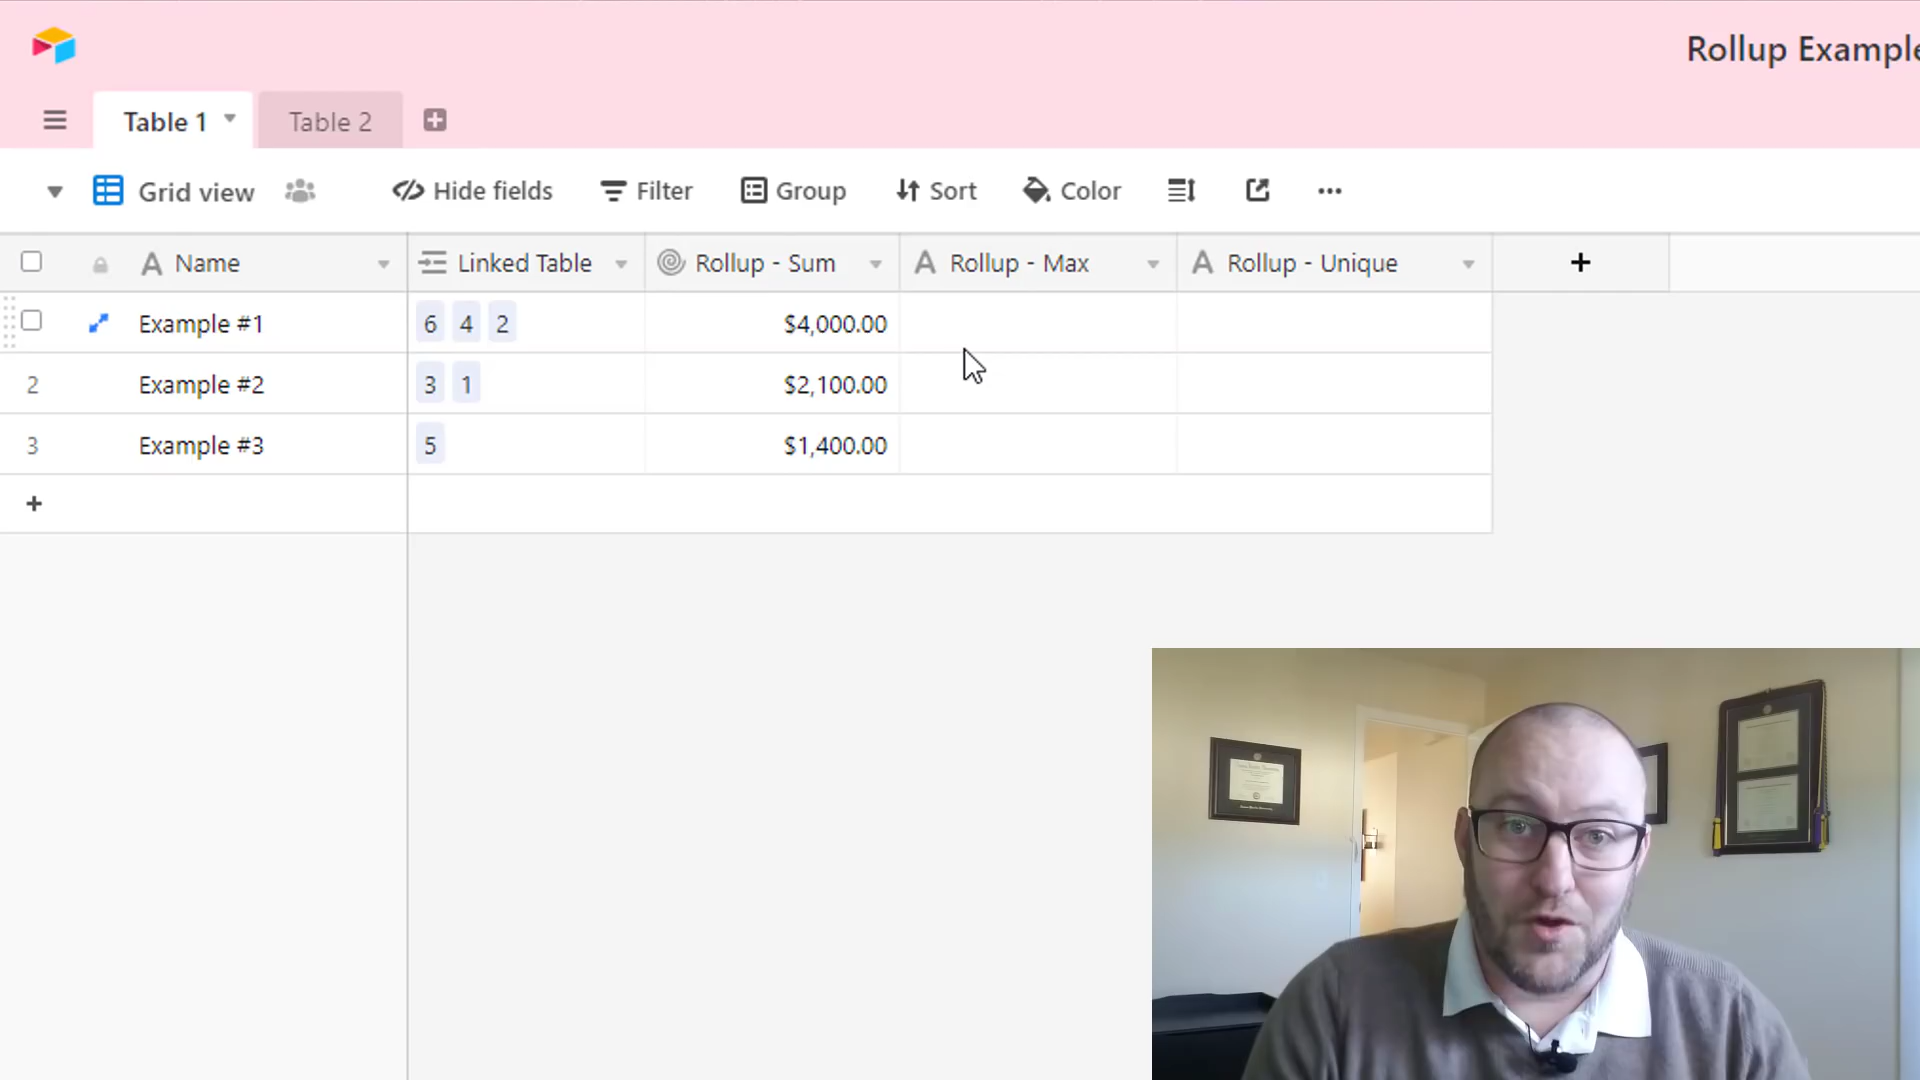 Rollup Example
Table 1
Table 2
Grid view
Hide fields
Filter
Group
Sort
Color
Name
Linked Table
Rollup - Sum
Rollup - Max
Rollup - Unique
Example #1
6 4 2
$4,000.00
2
Example #2
3 1
$2,100.00
3
Example #3
5
$1,400.00